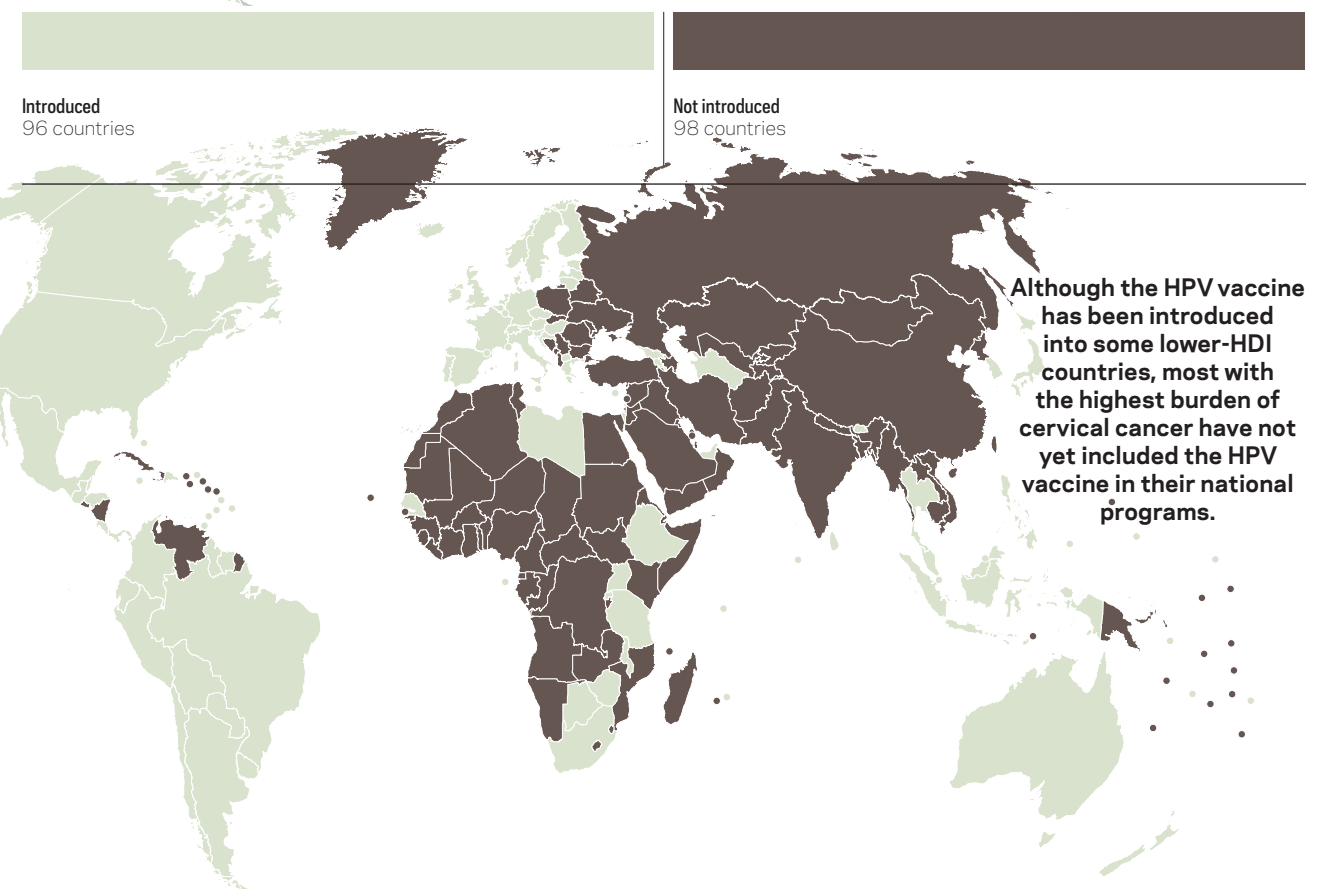 Introduced
96 countries
Not introduced
98 countries
Although the HPV vaccine
has been introduced
into some lower-HDI
countries, most with
the highest burden of
cervical cancer have not
yet included the HPV
vaccine in their national
programs.